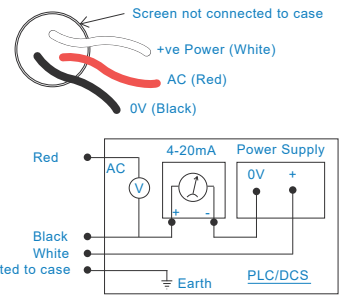 Screen not connected to case
+ve Power (White)
AC (Red)
0V (Black)
4-20mA
Power Supply
Red
AC
0V
+
V
+
-
Black
White
ted to case
Earth
PLC/DCS